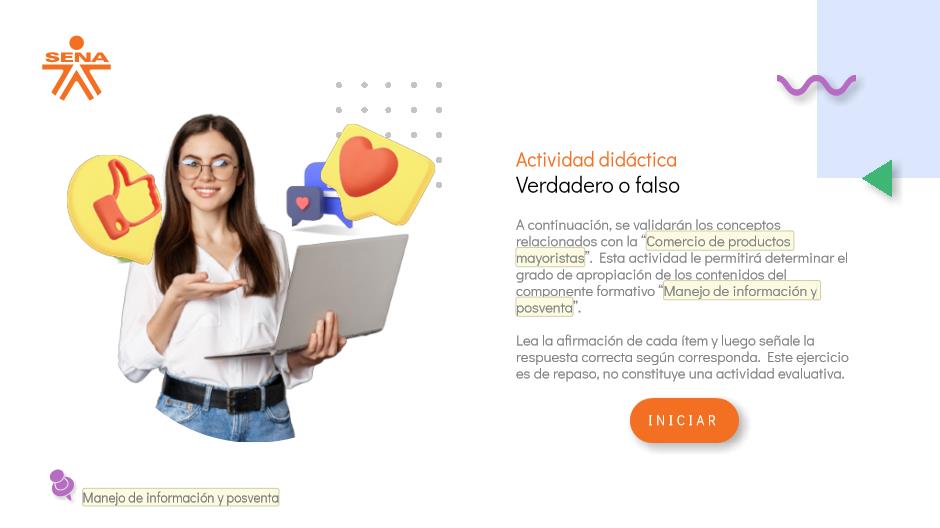 SENA
Actividad didáctica
Verdadero o falso
A continuación, se validarán los conceptos
relacionados con la “Comercio de productos
mayoristas”.  Esta actividad le permitirá determinar el
grado de apropiación de los contenidos del
componente formativo “Manejo de información y
posventa”.
Lea la afirmación de cada ítem y luego señale la
respuesta correcta según corresponda.  Este ejercicio
es de repaso, no constituye una actividad evaluativa.
INICIAR
Manejo de información y posventa